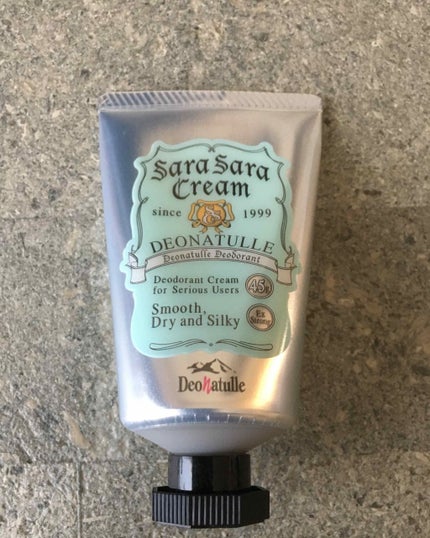 Sara Sara
Cream
since 1999
DEONATULLE
Deonatulle Deodorant
Deodorant Cream
for Serious Users
45g
Smooth,
Dry and Silky
Ex
Strong
DeoNatulle